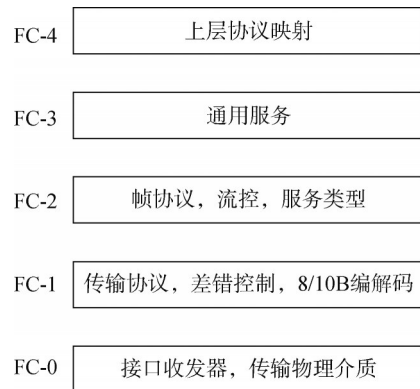 FC-4 上层协议映射
FC-3 通用服务
FC-2 帧协议，流控，服务类型
FC-1 传输协议，差错控制，8/10B编解码
FC-0 接口收发器，传输物理介质